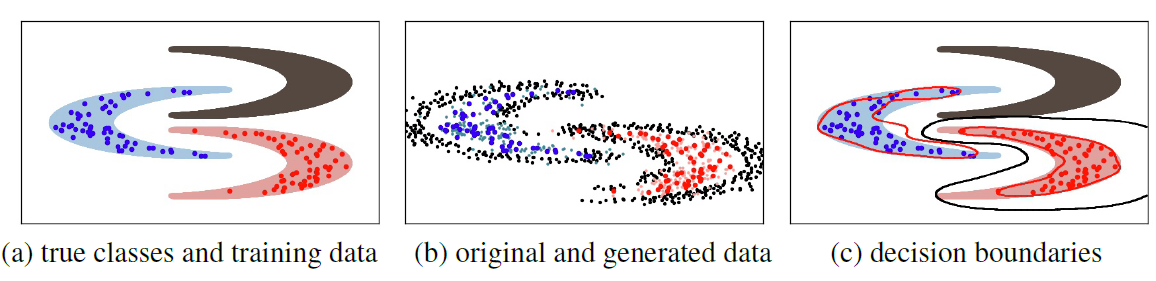 (a) true classes and training data
(b) original and generated data
(c) decision boundaries